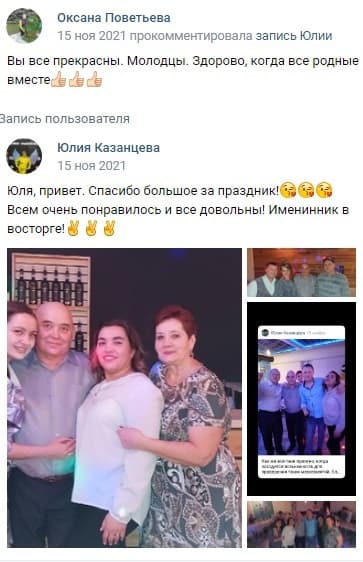 Оксана Поветьева
15 ноя 2021 прокомментировала запись Юлии
Вы все прекрасны. Молодцы. Здорово, когда все родные
вместе👍🏻👍🏻👍🏻
Запись пользователя
Юлия Казанцева
15 ноя 2021
Юля, привет. Спасибо большое за праздник!😘😘😘
Всем очень понравилось и все довольны! Именинник в
восторге!✌✌✌
Юлия Казанцева